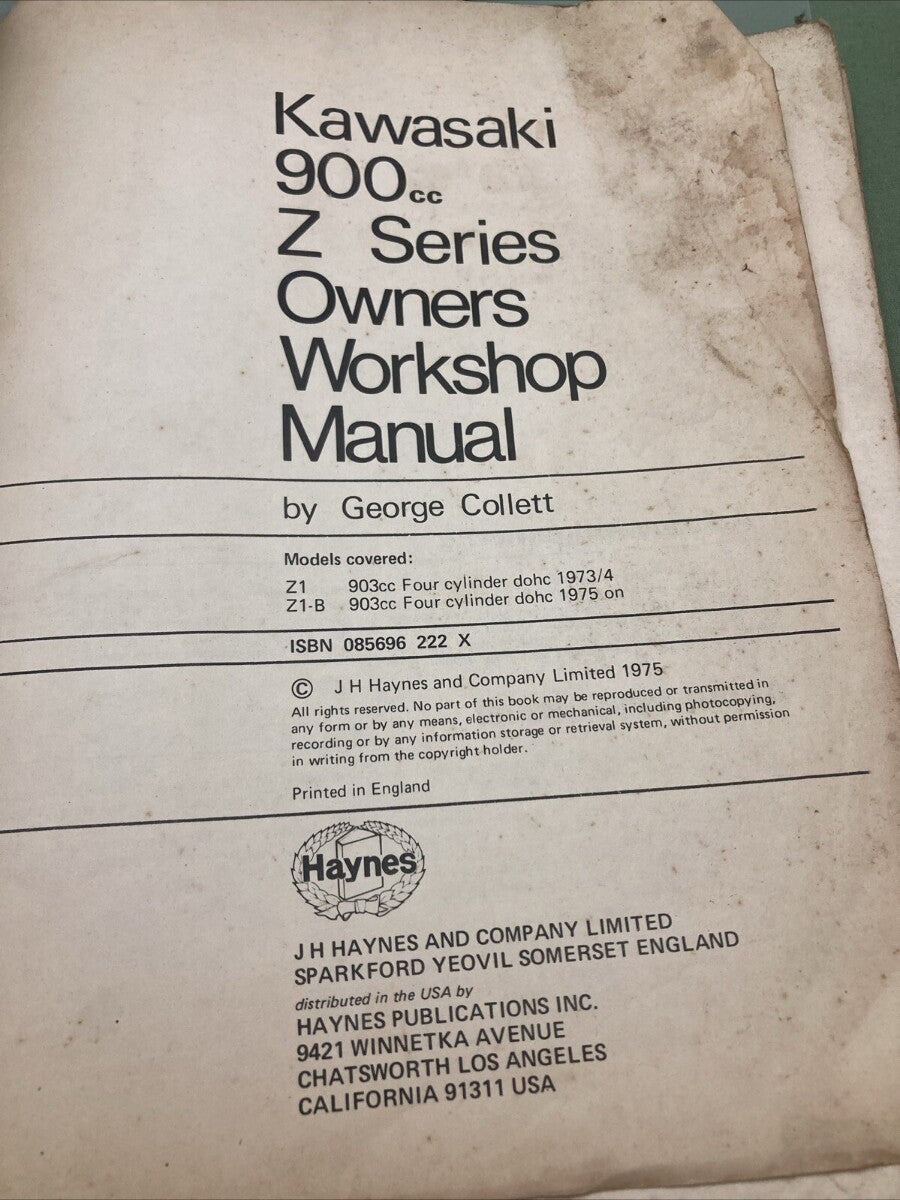 Kawasaki
900cc
Z Series
Owners
Workshop
Manual
by George Collett
Models covered:
Z1 903cc Four cylinder dohc 1973/4
Z1-B 903cc Four cylinder dohc 1975 on
ISBN 085696 222 X
© J H Haynes and Company Limited 1975
All rights reserved. No part of this book may be reproduced or transmitted in
any form or by any means, electronic or mechanical, including photocopying,
recording or by any information storage or retrieval system, without permission
in writing from the copyright holder.
Printed in England
Haynes
J H HAYNES AND COMPANY LIMITED
SPARKFORD YEOVIL SOMERSET ENGLAND
distributed in the USA by
HAYNES PUBLICATIONS INC.
9421 WINNETKA AVENUE
CHATSWORTH LOS ANGELES
CALIFORNIA 91311 USA